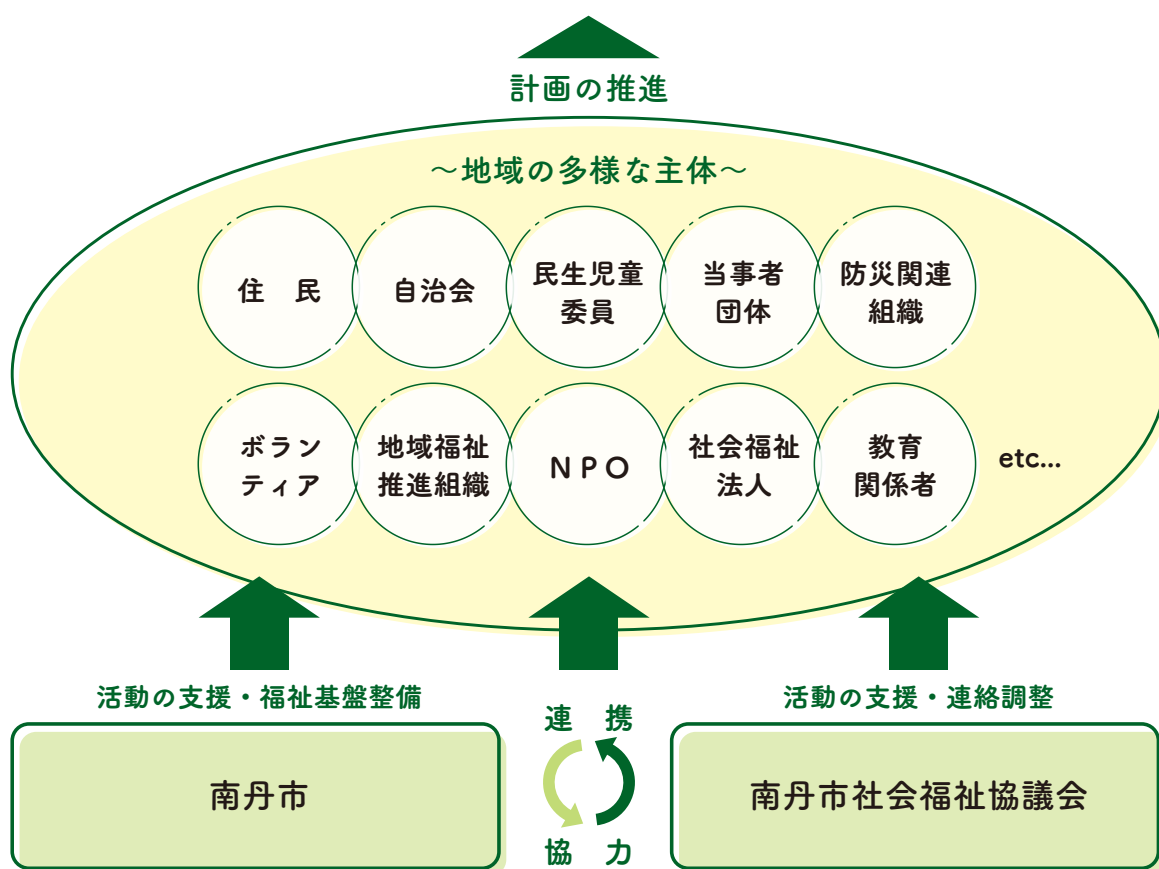 計画の推進
～地域の多様な主体～
住　民
自治会
民生児童
委員
当事者
団体
防災関連
組織
ボラン
ティア
地域福祉
推進組織
ＮＰＯ
社会福祉
法人
教育
関係者
etc...
活動の支援・福祉基盤整備
活動の支援・連絡調整
南丹市
連　携
協　力
南丹市社会福祉協議会